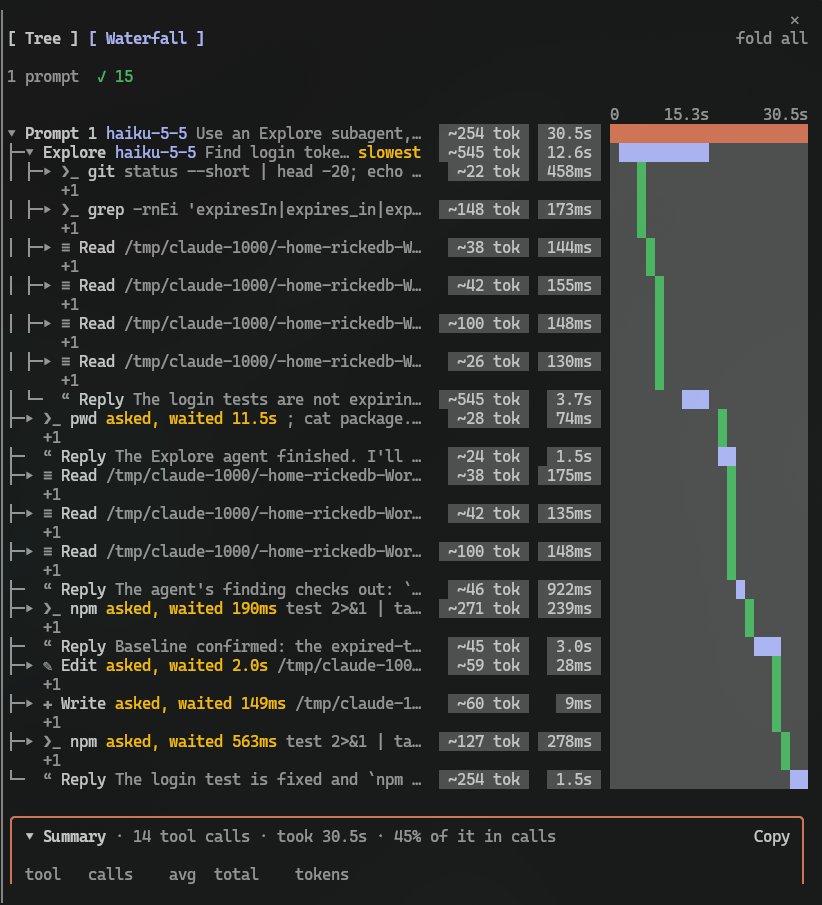 ×
[ Tree ] [ Waterfall ] fold all
1 prompt ✓ 15
0 15.3s 30.5s
▼ Prompt 1 haiku-5-5 Use an Explore subagent,… ~254 tok 30.5s
▼ Explore haiku-5-5 Find login toke… slowest ~545 tok 12.6s
▶ ❯_ git status --short | head -20; echo … ~22 tok 458ms
+1
▶ ❯_ grep -rnEi 'expiresIn|expires_in|exp… ~148 tok 173ms
+1
▶ ≡ Read /tmp/claude-1000/-home-rickedb-W… ~38 tok 144ms
+1
▶ ≡ Read /tmp/claude-1000/-home-rickedb-W… ~42 tok 155ms
+1
▶ ≡ Read /tmp/claude-1000/-home-rickedb-W… ~100 tok 148ms
+1
▶ ≡ Read /tmp/claude-1000/-home-rickedb-W… ~26 tok 130ms
+1
“ Reply The login tests are not expirin… ~545 tok 3.7s
▶ ❯_ pwd asked, waited 11.5s ; cat package.… ~28 tok 74ms
+1
“ Reply The Explore agent finished. I'll … ~24 tok 1.5s
▶ ≡ Read /tmp/claude-1000/-home-rickedb-Wor… ~38 tok 175ms
+1
▶ ≡ Read /tmp/claude-1000/-home-rickedb-Wor… ~42 tok 135ms
+1
▶ ≡ Read /tmp/claude-1000/-home-rickedb-Wor… ~100 tok 148ms
+1
“ Reply The agent's finding checks out: `… ~46 tok 922ms
▶ ❯_ npm asked, waited 190ms test 2>&1 | ta… ~271 tok 239ms
+1
“ Reply Baseline confirmed: the expired-t… ~45 tok 3.0s
▶ ✎ Edit asked, waited 2.0s /tmp/claude-100… ~59 tok 28ms
+1
▶ + Write asked, waited 149ms /tmp/claude-1… ~60 tok 9ms
+1
▶ ❯_ npm asked, waited 563ms test 2>&1 | ta… ~127 tok 278ms
+1
“ Reply The login test is fixed and `npm … ~254 tok 1.5s
▼ Summary · 14 tool calls · took 30.5s · 45% of it in calls Copy
tool calls avg total tokens